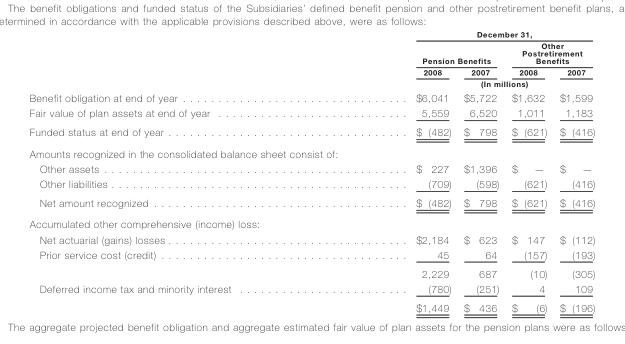 The benefit obligations and funded status of the Subsidiaries' defined benefit pension and other postretirement benefit plans, a
etermined in accordance with the applicable provisions described above, were as follows:
December 31,
Other
Postretirement
Pension Benefits Benefits
2008 2007 2008 2007
(In millions)
Benefit obligation at end of year . . . . . . . . . . . . . . . . . . . . . . . . . . . . . . $6,041 $5,722 $1,632 $1,599
Fair value of plan assets at end of year . . . . . . . . . . . . . . . . . . . . . . . . . 5,559 6,520 1,011 1,183
Funded status at end of year . . . . . . . . . . . . . . . . . . . . . . . . . . . . . . . . $ (482) $ 798 $ (621) $ (416)
Amounts recognized in the consolidated balance sheet consist of:
Other assets . . . . . . . . . . . . . . . . . . . . . . . . . . . . . . . . . . . . . . . . . $ 227 $1,396 $ — $ —
Other liabilities . . . . . . . . . . . . . . . . . . . . . . . . . . . . . . . . . . . . . . . (709) (598) (621) (416)
Net amount recognized . . . . . . . . . . . . . . . . . . . . . . . . . . . . . . . . . . $ (482) $ 798 $ (621) $ (416)
Accumulated other comprehensive (income) loss:
Net actuarial (gains) losses . . . . . . . . . . . . . . . . . . . . . . . . . . . . . . . . $2,184 $ 623 $ 147 $ (112)
Prior service cost (credit) . . . . . . . . . . . . . . . . . . . . . . . . . . . . . . . . . 45 64 (157) (193)
2,229 687 (10) (305)
Deferred income tax and minority interest . . . . . . . . . . . . . . . . . . . . . . (780) (251) 4 109
$1,449 $ 436 $ (6) $ (196)
The aggregate projected benefit obligation and aggregate estimated fair value of plan assets for the pension plans were as follows